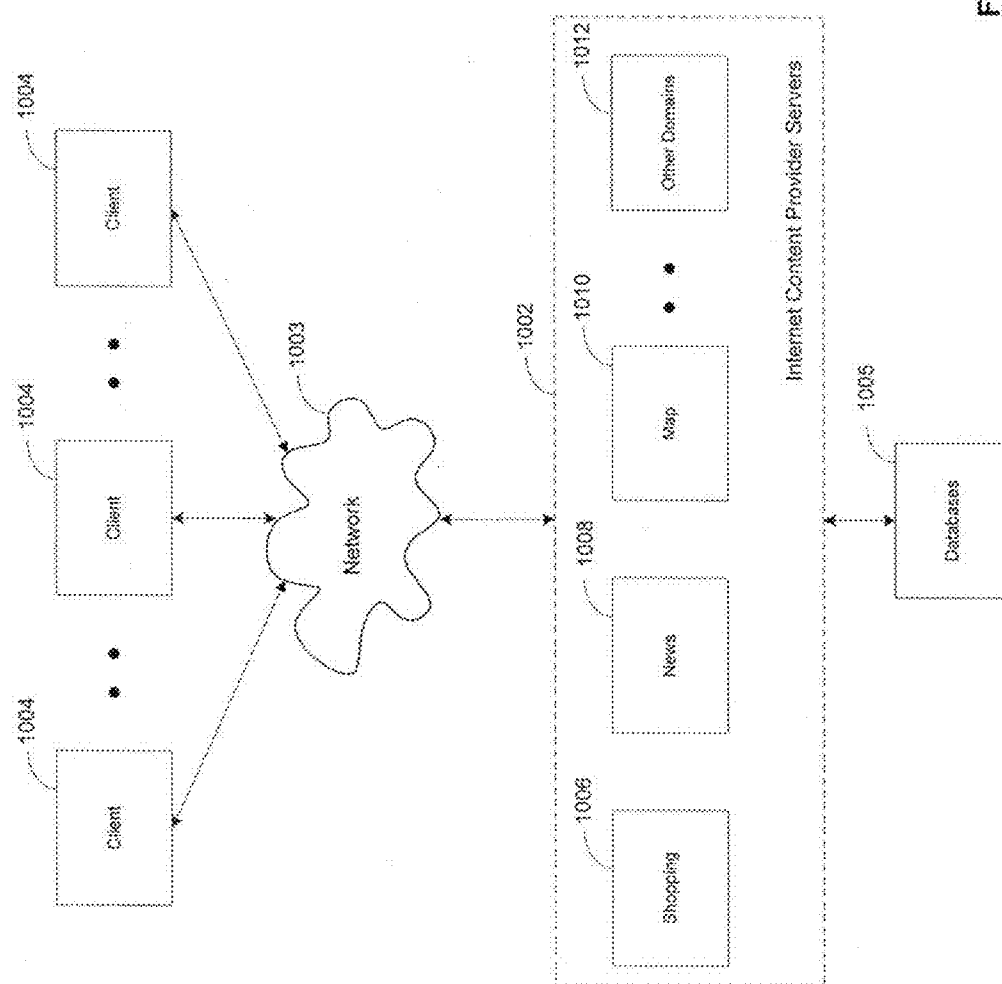 1004
1004
1004
Client
Client
Client
1003
Network
1002
1006
1008
1010
1012
Shopping
News
Map
Other Domains
Internet Content Provider Servers
1005
Databases